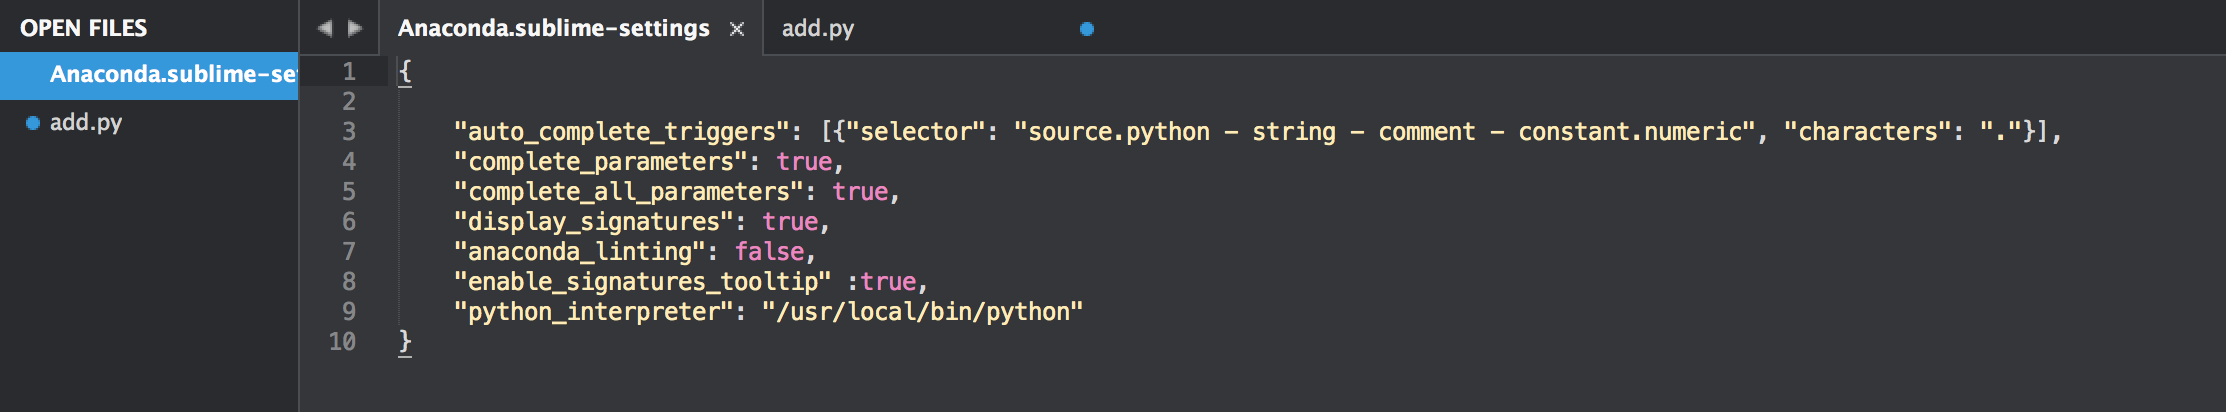 OPEN FILES
Anaconda.sublime-se
add.py
Anaconda.sublime-settings × add.py
1 {
2
3 "auto_complete_triggers": [{"selector": "source.python - string - comment - constant.numeric", "characters": "."}],
4 "complete_parameters": true,
5 "complete_all_parameters": true,
6 "display_signatures": true,
7 "anaconda_linting": false,
8 "enable_signatures_tooltip" :true,
9 "python_interpreter": "/usr/local/bin/python"
10 }